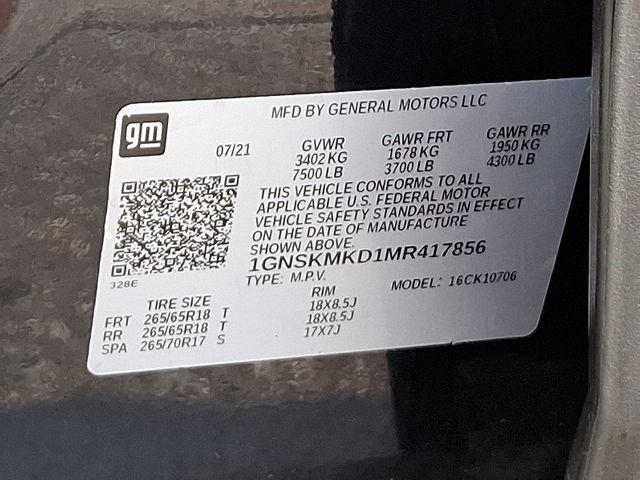 MFD BY GENERAL MOTORS LLC
gm
07/21 GVWR GAWR FRT GAWR RR
3402 KG 1678 KG 1950 KG
7500 LB 3700 LB 4300 LB
THIS VEHICLE CONFORMS TO ALL
APPLICABLE U.S. FEDERAL MOTOR
VEHICLE SAFETY STANDARDS IN EFFECT
ON THE DATE OF MANUFACTURE
SHOWN ABOVE.
1GNSKMKD1MR417856
TYPE: M.P.V. MODEL: 16CK10706
328E
TIRE SIZE RIM
FRT 265/65R18 T 18X8.5J
RR 265/65R18 T 18X8.5J
SPA 265/70R17 S 17X7J